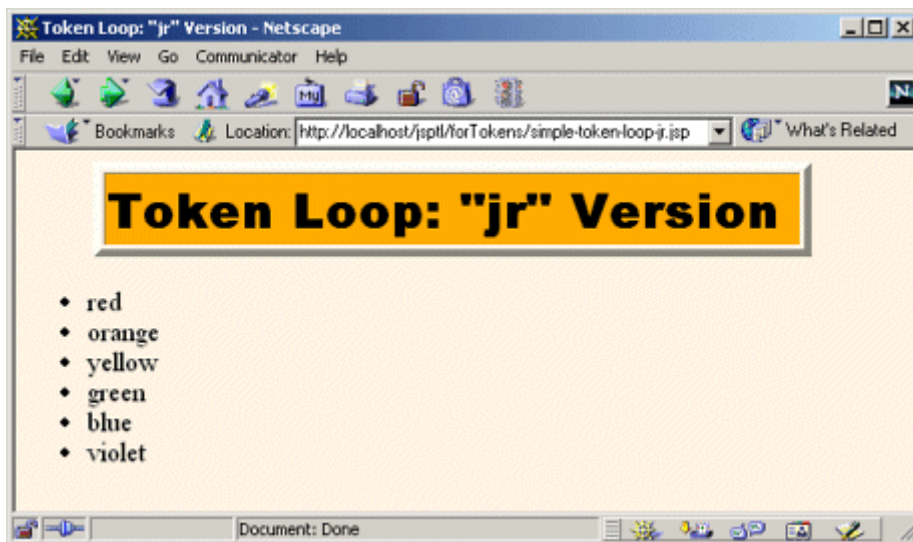 Token Loop: "jr" Version - Netscape
File Edit View Go Communicator Help
My
N
Bookmarks Location: http://localhost/jsptl/forTokens/simple-token-loop-jr.jsp What's Related
Token Loop: "jr" Version
red
orange
yellow
green
blue
violet
Document: Done